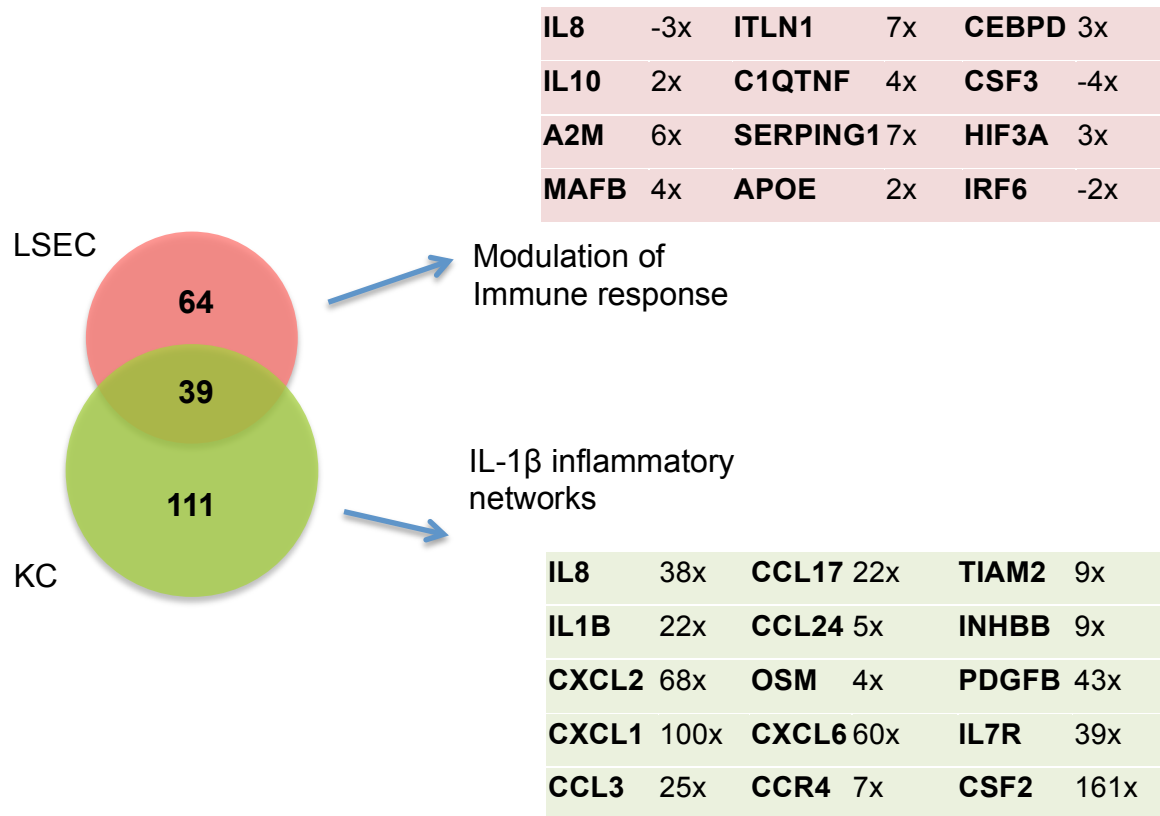 IL8 -3x ITLN1 7x CEBPD 3x
IL10 2x C1QTNF 4x CSF3 -4x
A2M 6x SERPING1 7x HIF3A 3x
MAFB 4x APOE 2x IRF6 -2x
LSEC
64
Modulation of
Immune response
39
IL-1β inflammatory
networks
111
KC
IL8 38x CCL17 22x TIAM2 9x
IL1B 22x CCL24 5x INHBB 9x
CXCL2 68x OSM 4x PDGFB 43x
CXCL1 100x CXCL6 60x IL7R 39x
CCL3 25x CCR4 7x CSF2 161x